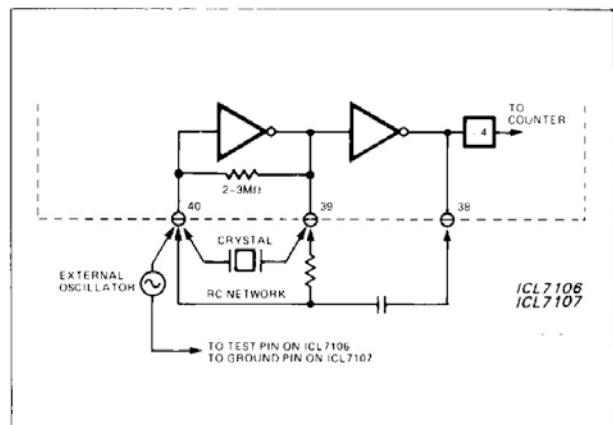 TO
COUNTER
4
2-3MΩ
40
39
38
CRYSTAL
EXTERNAL
OSCILLATOR
RC NETWORK
ICL7106
ICL7107
TO TEST PIN ON ICL7106
TO GROUND PIN ON ICL7107